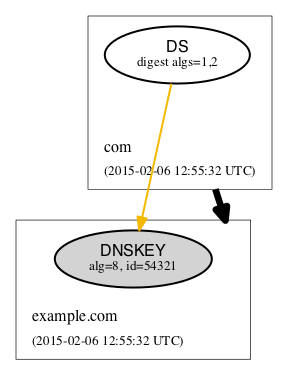 DS
digest algs=1,2
com
(2015-02-06 12:55:32 UTC)
DNSKEY
alg=8, id=54321
example.com
(2015-02-06 12:55:32 UTC)